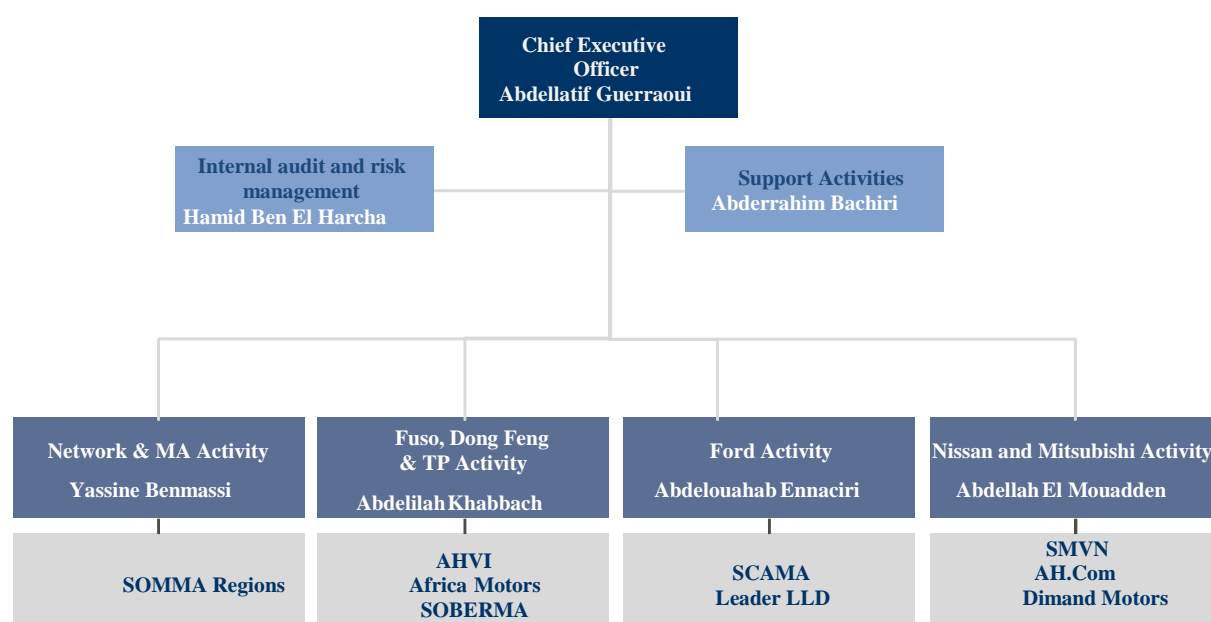 Chief Executive
Officer
Abdellatif Guerraoui
Internal audit and risk
management
Hamid Ben El Harcha
Support Activities
Abderrahim Bachiri
Network & MA Activity
Yassine Benmassi
Fuso, Dong Feng
& TP Activity
Abdelilah Khabbach
Ford Activity
Abdelouahab Ennaciri
Nissan and Mitsubishi Activity
Abdellah El Mouadden
SOMMA Regions
AHVI
Africa Motors
SOBERMA
SCAMA
Leader LLD
SMVN
AH.Com
Dimand Motors